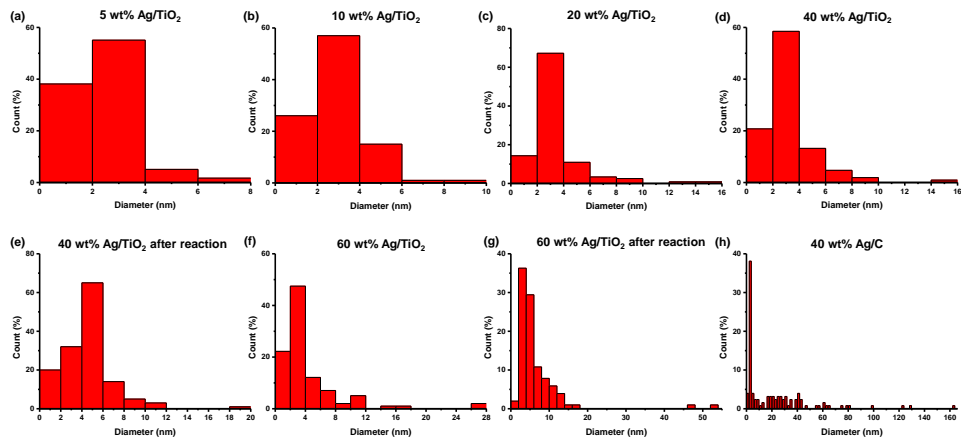 (a) 5 wt% Ag/TiO₂
60
40
20
0
Count (%)
0 2 4 6 8
Diameter (nm)
(b) 10 wt% Ag/TiO₂
60
40
20
0
Count (%)
0 2 4 6 8 10
Diameter (nm)
(c) 20 wt% Ag/TiO₂
80
60
40
20
0
Count (%)
0 2 4 6 8 10 12 14 16
Diameter (nm)
(d) 40 wt% Ag/TiO₂
60
40
20
0
Count (%)
0 2 4 6 8 10 12 14 16
Diameter (nm)
(e) 40 wt% Ag/TiO₂ after reaction
80
60
40
20
0
Count (%)
0 2 4 6 8 10 12 14 16 18 20
Diameter (nm)
(f) 60 wt% Ag/TiO₂
60
40
20
0
Count (%)
0 4 8 12 16 20 24 28
Diameter (nm)
(g) 60 wt% Ag/TiO₂ after reaction
40
30
20
10
0
Count (%)
0 10 20 30 40 50
Diameter (nm)
(h) 40 wt% Ag/C
40
30
20
10
0
Count (%)
0 20 40 60 80 100 120 140 160
Diameter (nm)